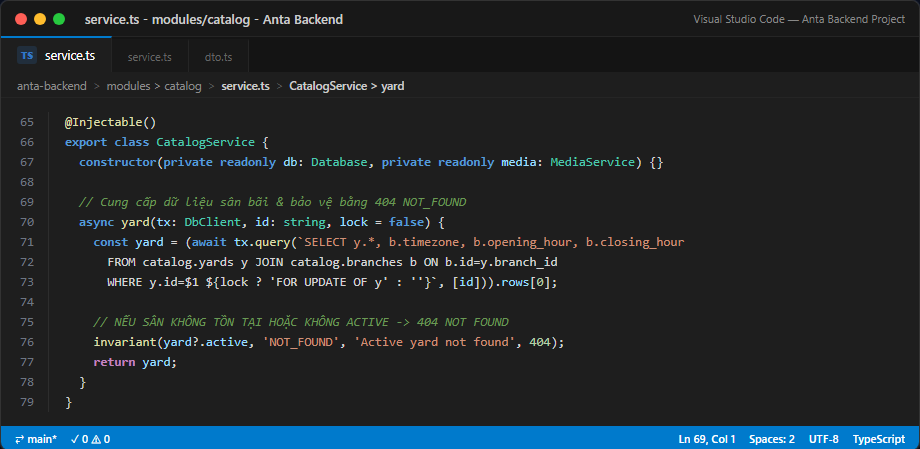 service.ts - modules/catalog - Anta Backend
Visual Studio Code — Anta Backend Project
TS service.ts service.ts dto.ts
anta-backend > modules > catalog > service.ts > CatalogService > yard
65 @Injectable()
66 export class CatalogService {
67 constructor(private readonly db: Database, private readonly media: MediaService) {}
68
69 // Cung cấp dữ liệu sân bãi & bảo vệ bằng 404 NOT_FOUND
70 async yard(tx: DbClient, id: string, lock = false) {
71 const yard = (await tx.query(`SELECT y.*, b.timezone, b.opening_hour, b.closing_hour
72 FROM catalog.yards y JOIN catalog.branches b ON b.id=y.branch_id
73 WHERE y.id=$1 ${lock ? 'FOR UPDATE OF y' : ''}`, [id])).rows[0];
74
75 // NẾU SÂN KHÔNG TỒN TẠI HOẶC KHÔNG ACTIVE -> 404 NOT FOUND
76 invariant(yard?.active, 'NOT_FOUND', 'Active yard not found', 404);
77 return yard;
78 }
79 }
⇄ main* ✓ 0 ⚠ 0 Ln 69, Col 1 Spaces: 2 UTF-8 TypeScript